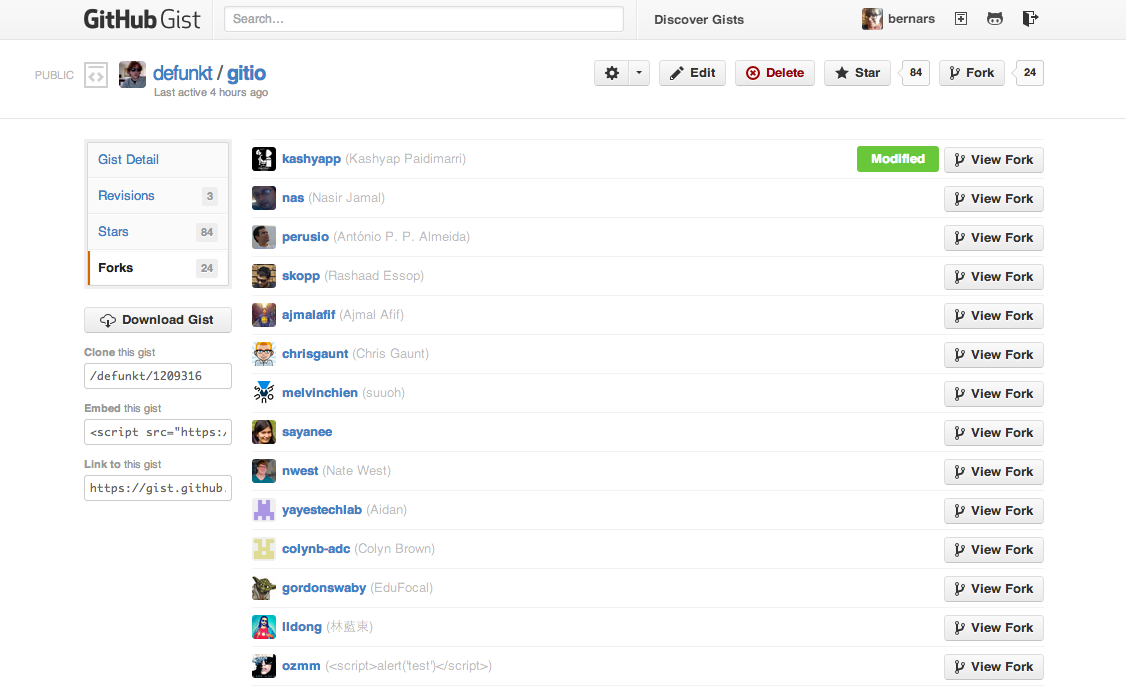 GitHub Gist Search... Discover Gists bernars
PUBLIC defunkt / gitio
Last active 4 hours ago
Edit Delete Star 84 Fork 24
Gist Detail
Revisions 3
Stars 84
Forks 24
Download Gist
Clone this gist
/defunkt/1209316
Embed this gist
<script src="https:/
Link to this gist
https://gist.github.
kashyapp (Kashyap Paidimarri) Modified View Fork
nas (Nasir Jamal) View Fork
perusio (António P. P. Almeida) View Fork
skopp (Rashaad Essop) View Fork
ajmalafif (Ajmal Afif) View Fork
chrisgaunt (Chris Gaunt) View Fork
melvinchien (suuoh) View Fork
sayanee View Fork
nwest (Nate West) View Fork
yayestechlab (Aidan) View Fork
colynb-adc (Colyn Brown) View Fork
gordonswaby (EduFocal) View Fork
lldong (林藍東) View Fork
ozmm (<script>alert('test')</script>) View Fork